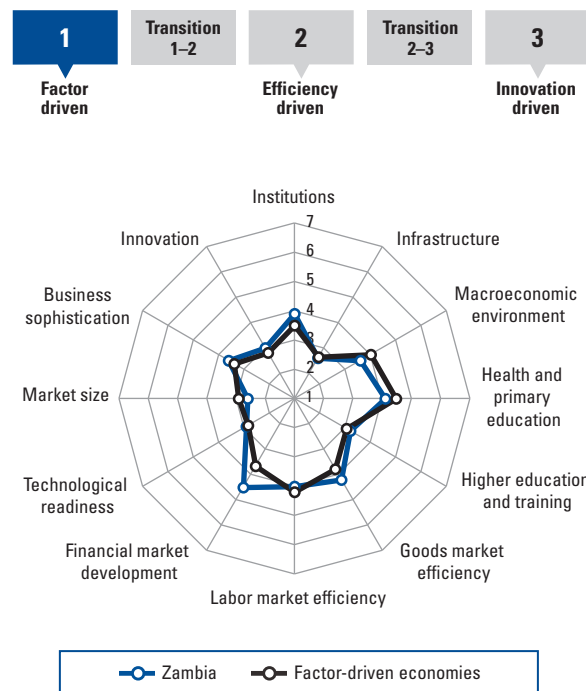 1
Transition
1–2
2
Transition
2–3
3
Factor
driven
Efficiency
driven
Innovation
driven
Institutions
7
6
5
4
3
2
1
Infrastructure
Macroeconomic
environment
Health and
primary
education
Higher education
and training
Goods market
efficiency
Labor market efficiency
Financial market
development
Technological
readiness
Market size
Business
sophistication
Innovation
Zambia
Factor-driven economies